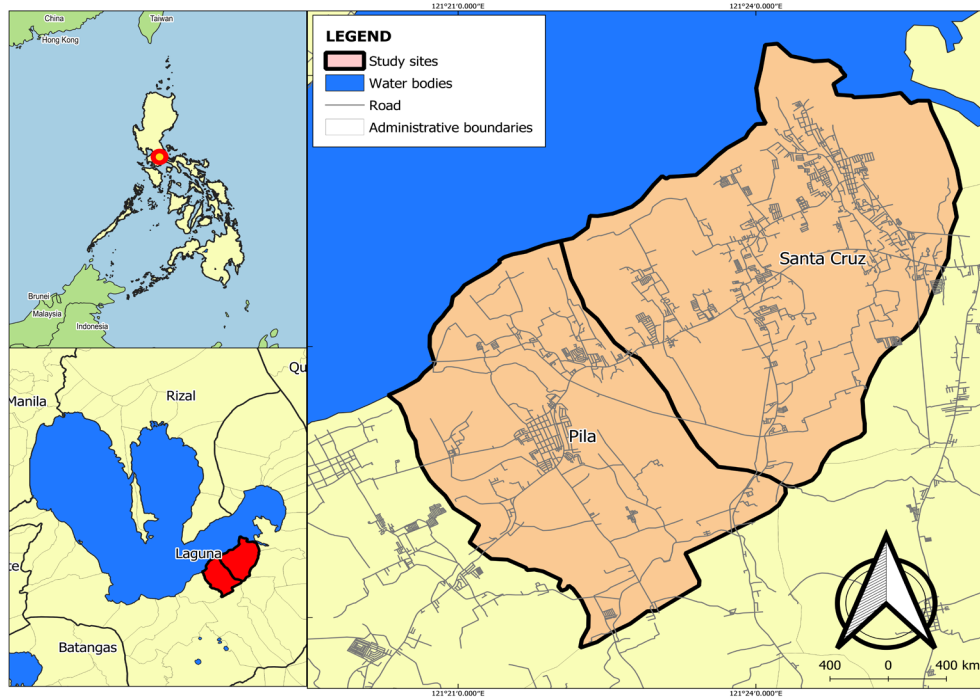 China
Taiwan
Hong Kong
Brunei
Malaysia
Indonesia
Manila
Rizal
Qu
Laguna
te
Batangas
121°21'0.000"E
121°24'0.000"E
LEGEND
Study sites
Water bodies
Road
Administrative boundaries
Santa Cruz
Pila
400
0
400 km
121°21'0.000"E
121°24'0.000"E